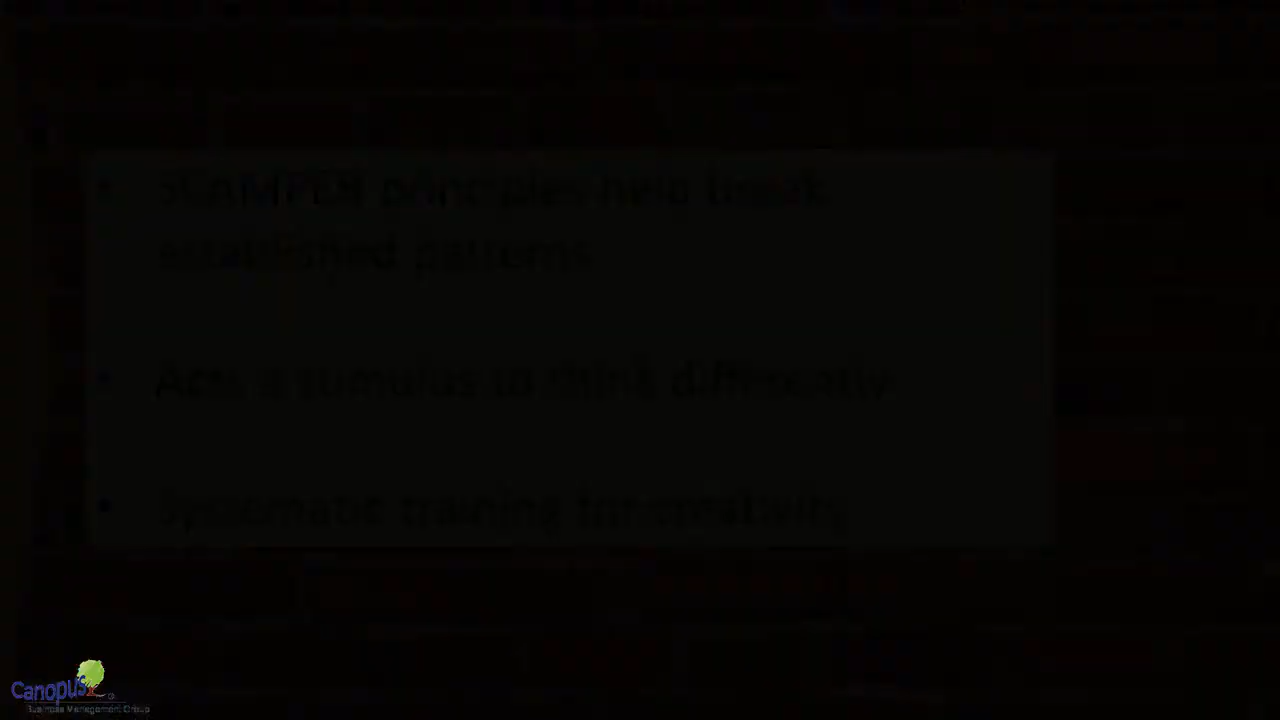 SCAMPER principles help break
established patterns
Acts a stimulus to think differently
Systematic training for creativity
Canopus
Business Management Group